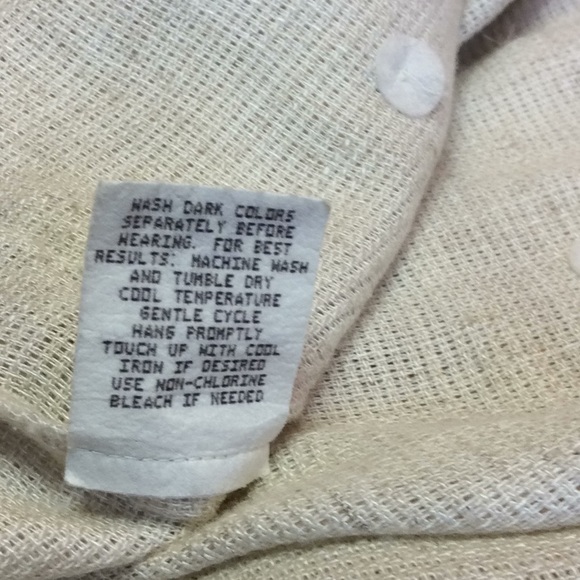 WASH DARK COLORS
SEPARATELY BEFORE
WEARING. FOR BEST
RESULTS: MACHINE WASH
AND TUMBLE DRY
COOL TEMPERATURE
GENTLE CYCLE
HANG PROMPTLY
TOUCH UP WITH COOL
IRON IF DESIRED
USE NON-CHLORINE
BLEACH IF NEEDED